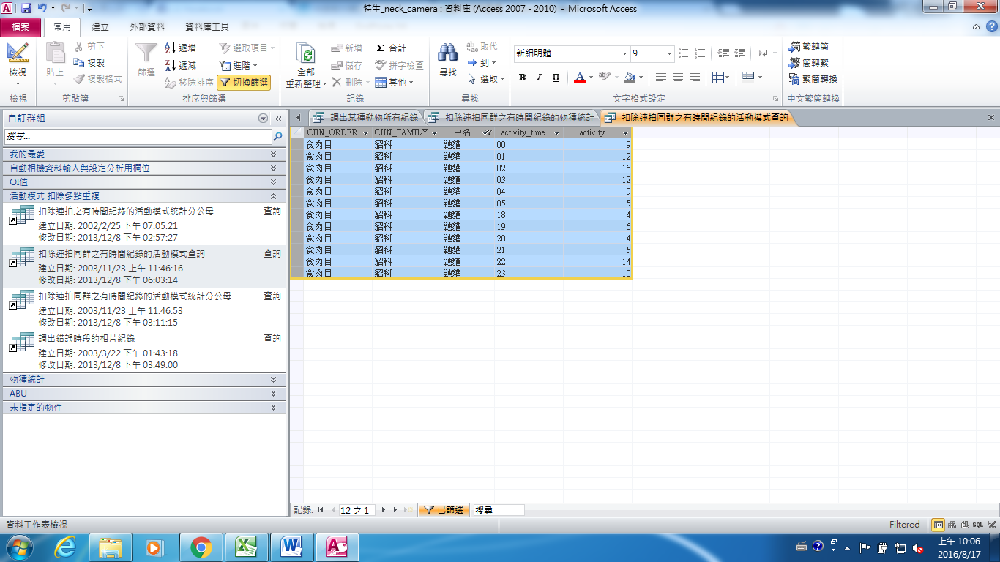 特生_neck_camera : 資料庫 (Access 2007 - 2010) - Microsoft Access
檔案 常用 建立 外部資料 資料庫工具
檢視 貼上 剪下 複製 複製格式
篩選 遞增 遞減 移除排序 選取項目 進階 切換篩選
全部重新整理 新增 儲存 刪除 合計 拼字檢查 其他
尋找 取代 到 選取
新細明體 9
B I U A ab
繁轉簡 簡轉繁 繁簡轉換
檢視 剪貼簿 排序與篩選 記錄 尋找 文字格式設定 中文繁簡轉換
自訂群組
搜尋...
我的最愛
自動相機資料輸入與設定分析用欄位
OI值
活動模式 扣除多點重複
扣除連拍之有時間紀錄的活動模式統計分公母 查詢
建立日期: 2002/2/25 下午 07:05:21
修改日期: 2013/12/8 下午 02:57:27
扣除連拍同群之有時間紀錄的活動模式查詢 查詢
建立日期: 2003/11/23 上午 11:46:16
修改日期: 2013/12/8 下午 06:03:14
扣除連拍同群之有時間紀錄的活動模式統計分公母 查詢
建立日期: 2003/11/23 上午 11:46:53
修改日期: 2013/12/8 下午 03:11:15
調出錯誤時段的相片紀錄 查詢
建立日期: 2003/3/22 下午 01:43:18
修改日期: 2013/12/8 下午 03:49:00
物種統計
ABU
未指定的物件
調出某種動物所有紀錄 扣除連拍同群之有時間紀錄的物種統計 扣除連拍同群之有時間紀錄的活動模式查詢
CHN_ORDER CHN_FAMILY 中名 activity_time activity
食肉目 貂科 鼬獾 00 9
食肉目 貂科 鼬獾 01 12
食肉目 貂科 鼬獾 02 16
食肉目 貂科 鼬獾 03 12
食肉目 貂科 鼬獾 04 9
食肉目 貂科 鼬獾 05 5
食肉目 貂科 鼬獾 18 4
食肉目 貂科 鼬獾 19 6
食肉目 貂科 鼬獾 20 4
食肉目 貂科 鼬獾 21 5
食肉目 貂科 鼬獾 22 14
食肉目 貂科 鼬獾 23 10
記錄: 12 之 1 已篩選 搜尋
資料工作表檢視 Filtered SQL
上午 10:06
2016/8/17